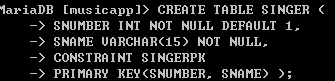 MariaDB [musicapp]> CREATE TABLE SINGER (
-> SNUMBER INT NOT NULL DEFAULT 1,
-> SNAME VARCHAR(15) NOT NULL,
-> CONSTRAINT SINGERPK
-> PRIMARY KEY(SNUMBER, SNAME) );